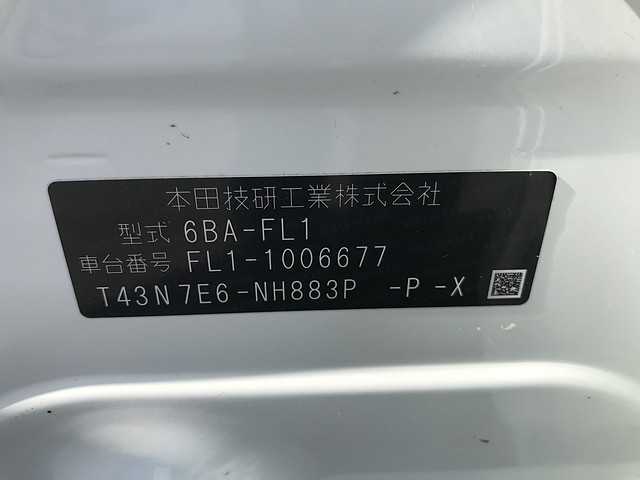 本田技研工業株式会社
型式 6BA-FL1
車台番号 FL1-1006677
T43N7E6-NH883P -P-X